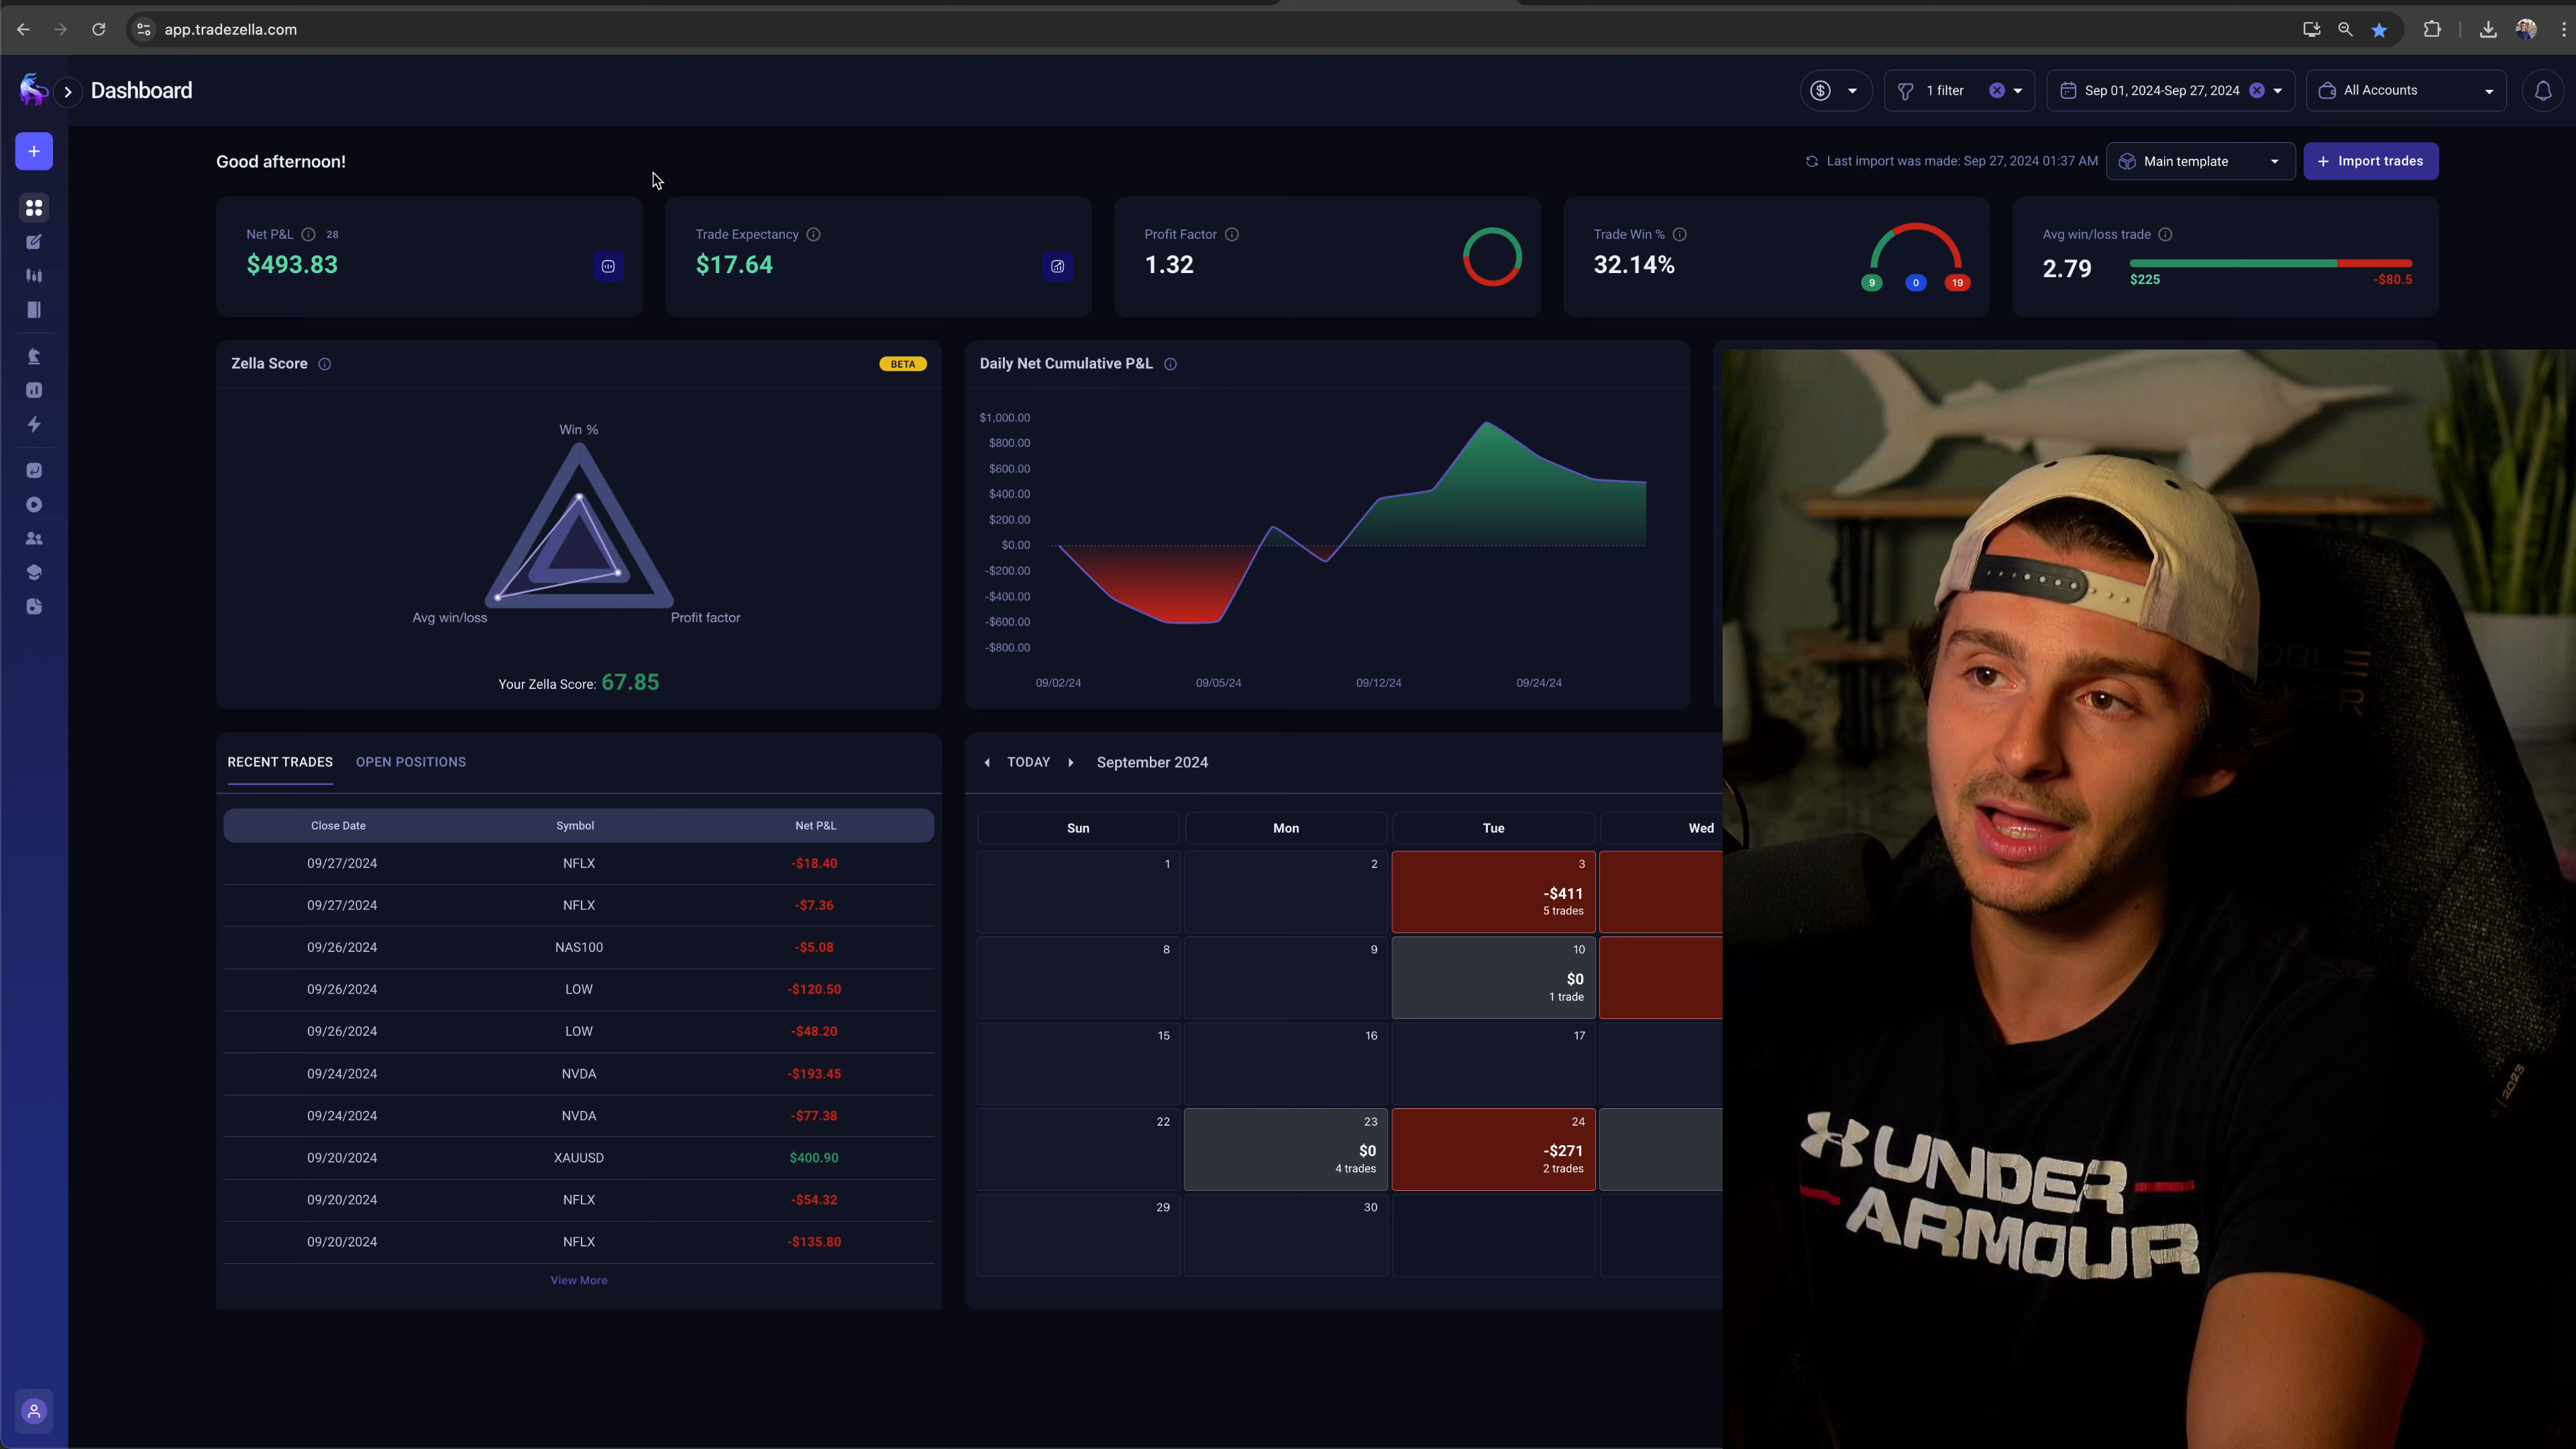 app.tradezella.com
Dashboard
1 filter
Sep 01, 2024-Sep 27, 2024
All Accounts
Good afternoon!
Last import was made: Sep 27, 2024 01:37 AM
Main template
+ Import trades
Net P&L 28
$493.83
Trade Expectancy
$17.64
Profit Factor
1.32
Trade Win %
32.14%
9 0 19
Avg win/loss trade
2.79
$225 -$80.5
Zella Score
BETA
Win %
Avg win/loss
Profit factor
Your Zella Score: 67.85
Daily Net Cumulative P&L
$1,000.00
$800.00
$600.00
$400.00
$200.00
$0.00
-$200.00
-$400.00
-$600.00
-$800.00
09/02/24 09/05/24 09/12/24 09/24/24
RECENT TRADES OPEN POSITIONS
Close Date Symbol Net P&L
09/27/2024 NFLX -$18.40
09/27/2024 NFLX -$7.36
09/26/2024 NAS100 -$5.08
09/26/2024 LOW -$120.50
09/26/2024 LOW -$48.20
09/24/2024 NVDA -$193.45
09/24/2024 NVDA -$77.38
09/20/2024 XAUUSD $400.90
09/20/2024 NFLX -$54.32
09/20/2024 NFLX -$135.80
View More
TODAY September 2024
Sun Mon Tue Wed
1 2 3
-$411
5 trades
8 9 10
$0
1 trade
15 16 17
22 23 24
$0 -$271
4 trades 2 trades
29 30
UNDER
ARMOUR
2023